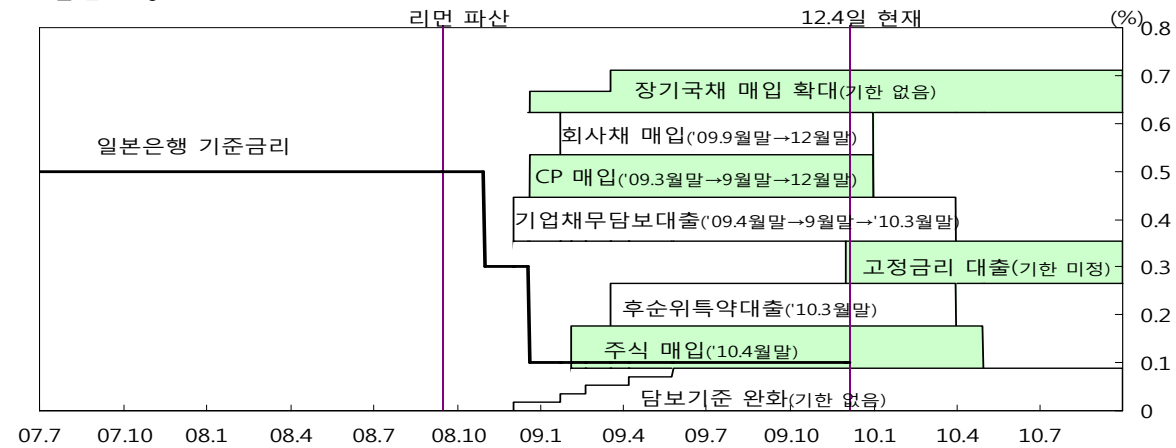 리먼 파산
12.4일 현재
(%)
0.8
0.7
장기국채 매입 확대(기한 없음)
0.6
회사채 매입('09.9월말→12월말)
일본은행 기준금리
0.5
CP 매입('09.3월말→9월말→12월말)
0.4
기업채무담보대출('09.4월말→9월말→'10.3월말)
0.3
고정금리 대출(기한 미정)
0.2
후순위특약대출('10.3월말)
주식 매입('10.4월말)
0.1
담보기준 완화(기한 없음)
0
07.7 07.10 08.1 08.4 08.7 08.10 09.1 09.4 09.7 09.10 10.1 10.4 10.7